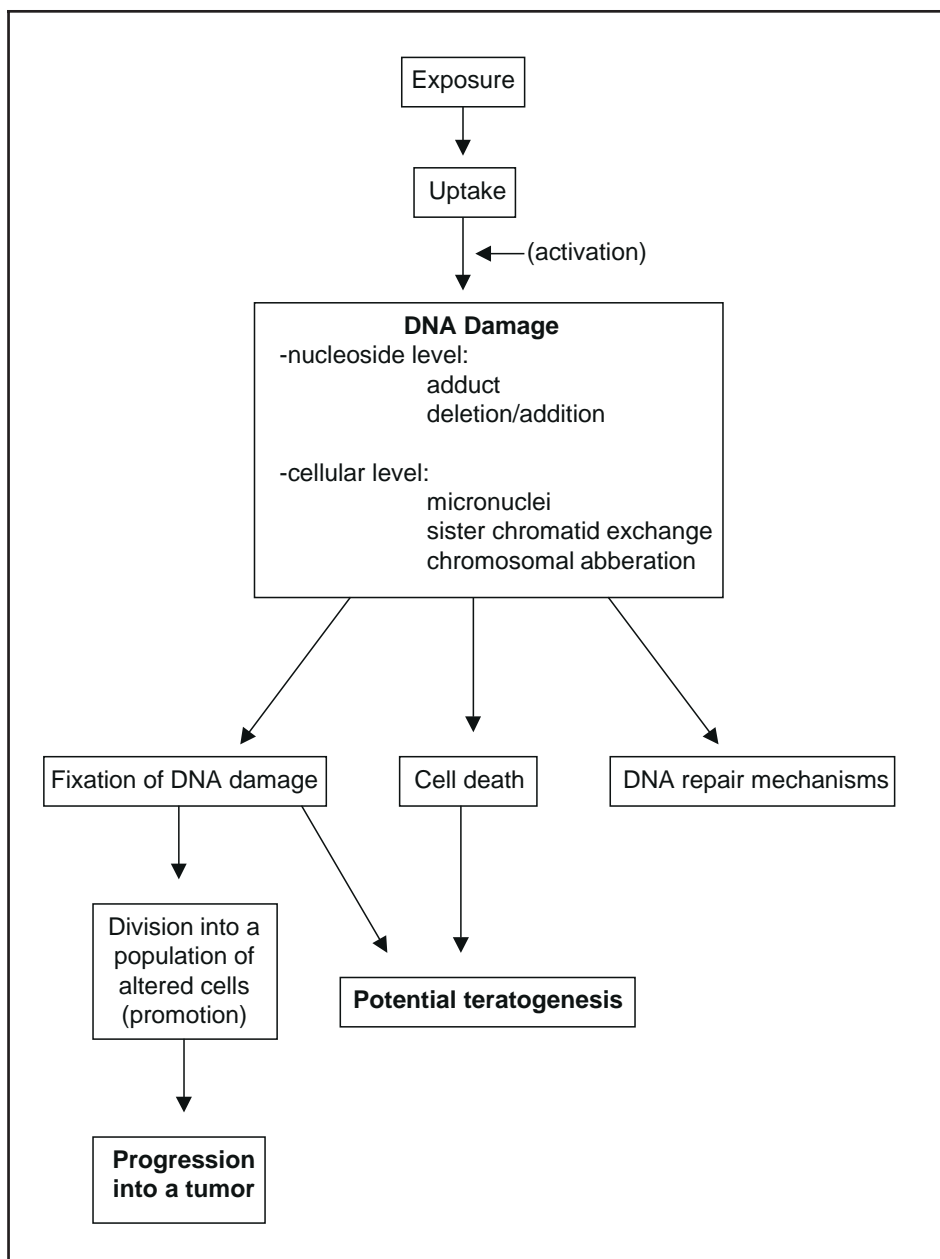 Exposure
Uptake
(activation)
DNA Damage
-nucleoside level:
adduct
deletion/addition
-cellular level:
micronuclei
sister chromatid exchange
chromosomal abberation
Fixation of DNA damage
Cell death
DNA repair mechanisms
Division into a
population of
altered cells
(promotion)
Potential teratogenesis
Progression
into a tumor